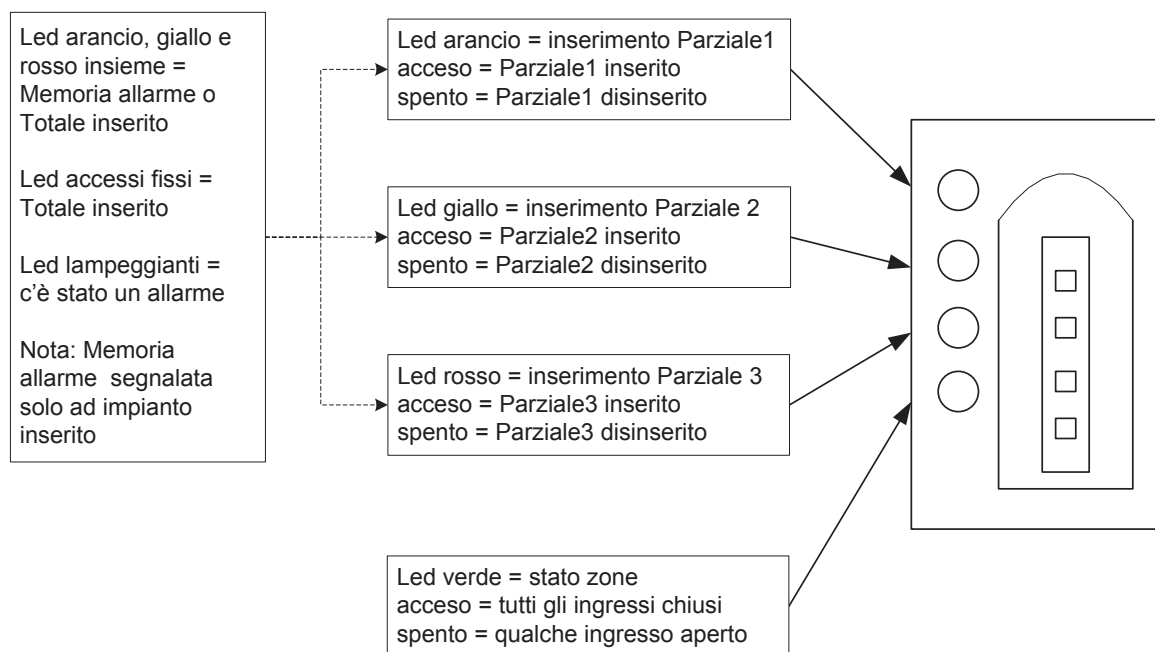 Led arancio, giallo e
rosso insieme =
Memoria allarme o
Totale inserito
Led accessi fissi =
Totale inserito
Led lampeggianti =
c'è stato un allarme
Nota: Memoria
allarme segnalata
solo ad impianto
inserito
Led arancio = inserimento Parziale1
acceso = Parziale1 inserito
spento = Parziale1 disinserito
Led giallo = inserimento Parziale 2
acceso = Parziale2 inserito
spento = Parziale2 disinserito
Led rosso = inserimento Parziale 3
acceso = Parziale3 inserito
spento = Parziale3 disinserito
Led verde = stato zone
acceso = tutti gli ingressi chiusi
spento = qualche ingresso aperto